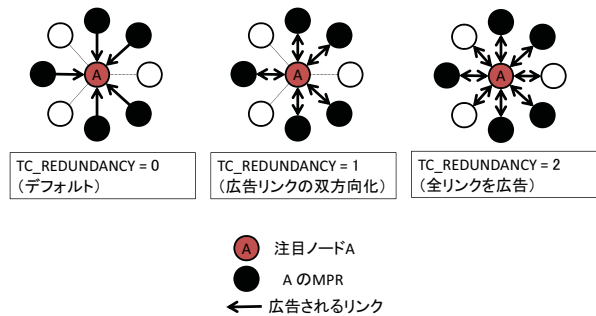 A
A
A
TC_REDUNDANCY = 0
（デフォルト）
TC_REDUNDANCY = 1
（広告リンクの双方向化）
TC_REDUNDANCY = 2
（全リンクを広告）
A 注目ノードA
A のMPR
広告されるリンク